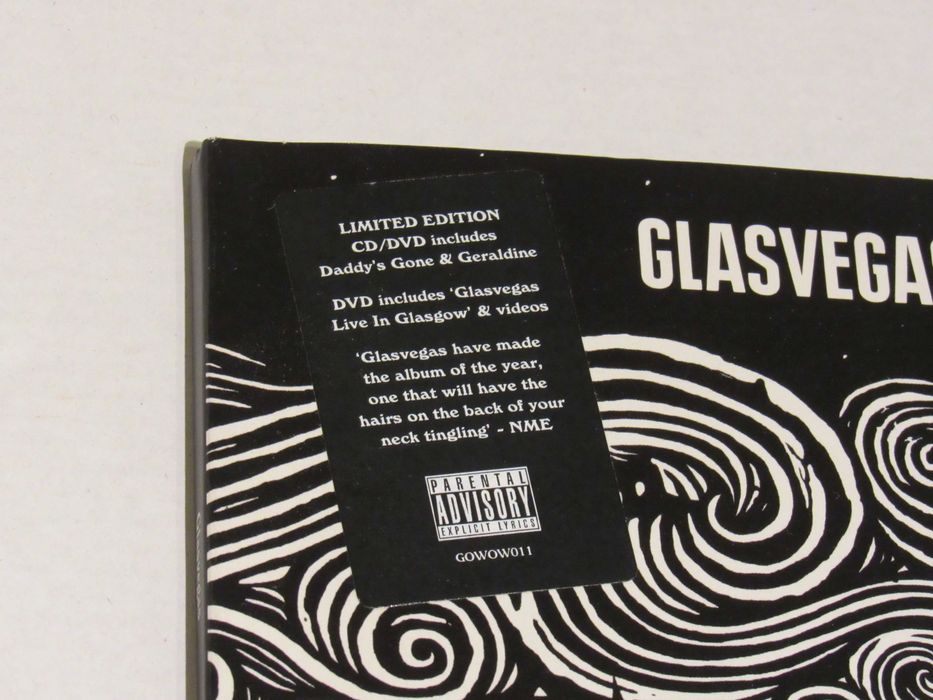 LIMITED EDITION
CD/DVD includes
Daddy's Gone & Geraldine
DVD includes 'Glasvegas
Live In Glasgow' & videos
'Glasvegas have made
the album of the year,
one that will have the
hairs on the back of your
neck tingling' - NME
PARENTAL
ADVISORY
EXPLICIT LYRICS
GOWOW011
GLASVEGAS